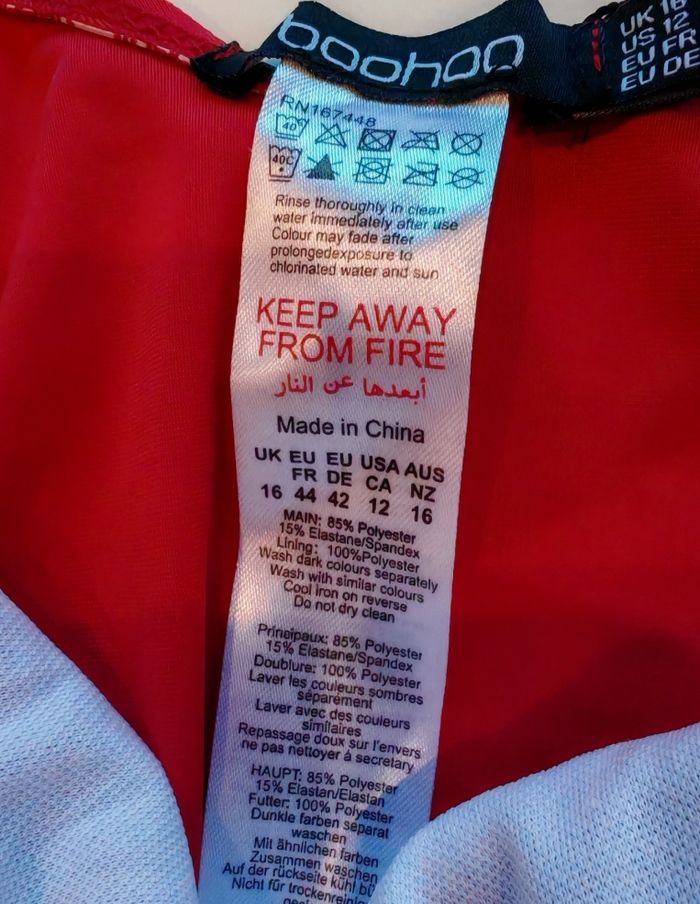 boohoo
UK 16
US 12
EU FR
EU DE
RN167448
40
40C
Rinse thoroughly in clean
water immediately after use
Colour may fade after
prolongedexposure to
chlorinated water and sun
KEEP AWAY
FROM FIRE
أبعدها عن النار
Made in China
UK EU EU USA AUS
FR DE CA NZ
16 44 42 12 16
MAIN: 85% Polyester
15% Elastane/Spandex
Lining: 100%Polyester
Wash dark colours separately
Wash with similar colours
Cool iron on reverse
Do not dry clean
Prinaipaux: 85% Polyester
15% Elastane/Spandex
Doublure: 100% Polyester
Laver les couleurs sombres
séparément
Laver avec des couleurs
similaires
Repassage doux sur l'envers
ne pas nettoyer à secretary
HAUPT: 85% Polyester
15% Elastan/Elastan
Futter: 100% Polyester
Dunkle farben separat
waschen
Mit ähnlichen farben
Zusammen waschen
Auf der rückseite kühl
Nicht für